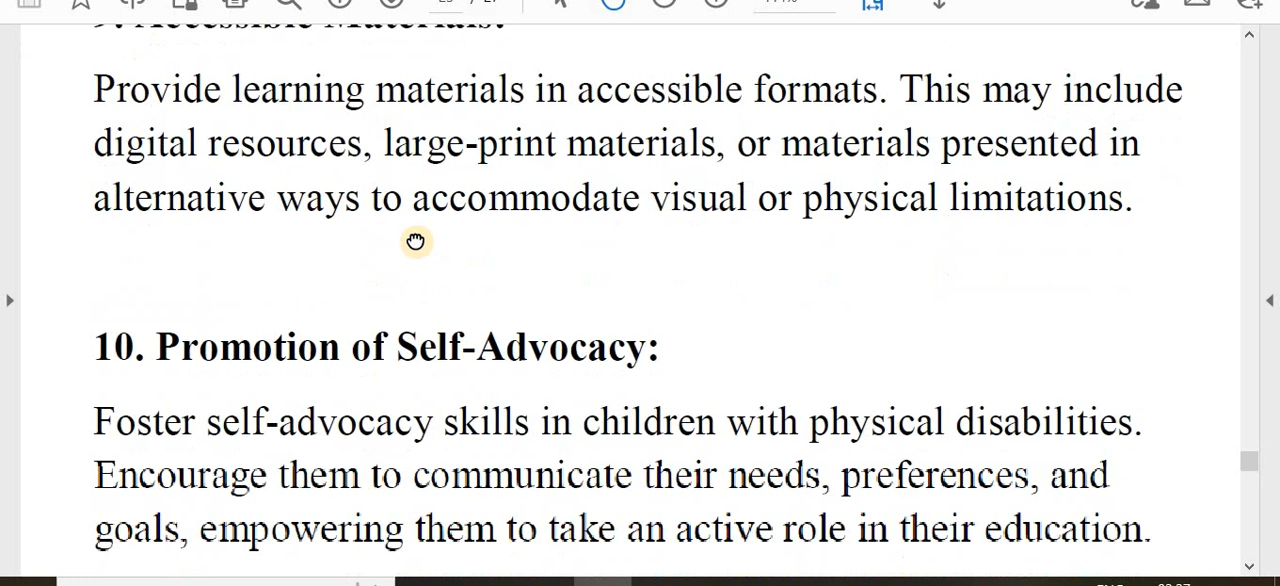 9. Accessible Materials:
Provide learning materials in accessible formats. This may include
digital resources, large-print materials, or materials presented in
alternative ways to accommodate visual or physical limitations.
10. Promotion of Self-Advocacy:
Foster self-advocacy skills in children with physical disabilities.
Encourage them to communicate their needs, preferences, and
goals, empowering them to take an active role in their education.